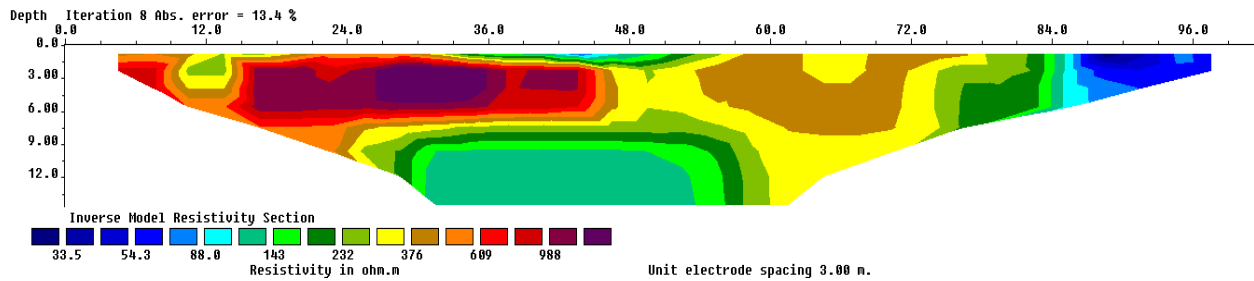 Depth Iteration 8 Abs. error = 13.4 %
0.0 12.0 24.0 36.0 48.0 60.0 72.0 84.0 96.0
0.0
3.00
6.00
9.00
12.0
Inverse Model Resistivity Section
33.5 54.3 88.0 143 232 376 609 988
Resistivity in ohm.m Unit electrode spacing 3.00 m.